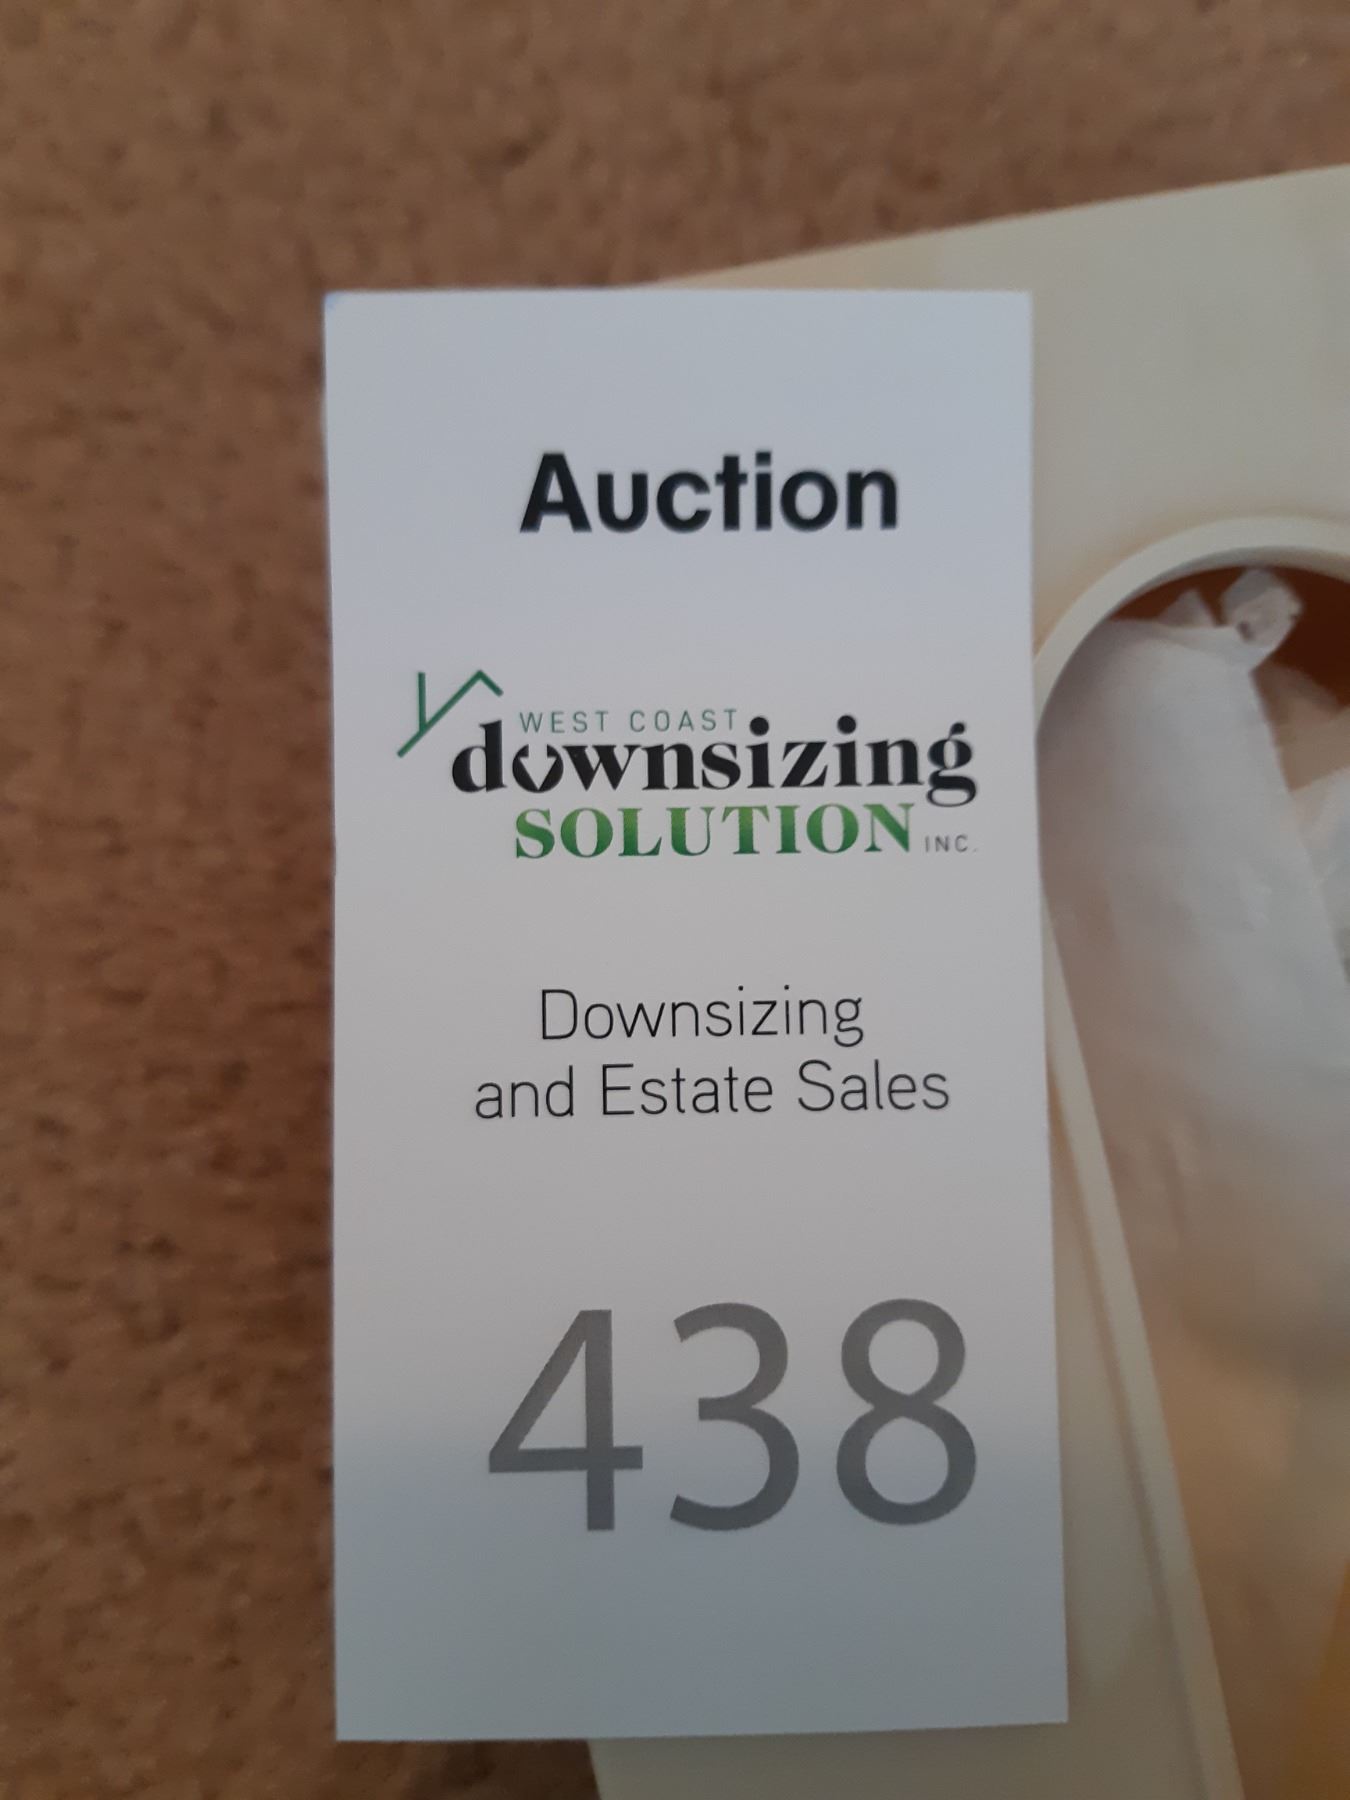 Auction
WEST COAST
downsizing
SOLUTION INC.
Downsizing
and Estate Sales
438